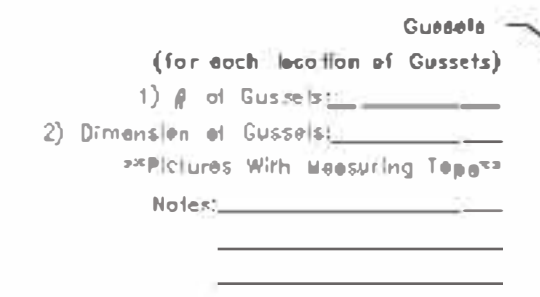 Gussets
(for each location of Gussets)
1) # of Gussets:
2) Dimension of Gussets:
**Pictures With Measuring Tape**
Notes: